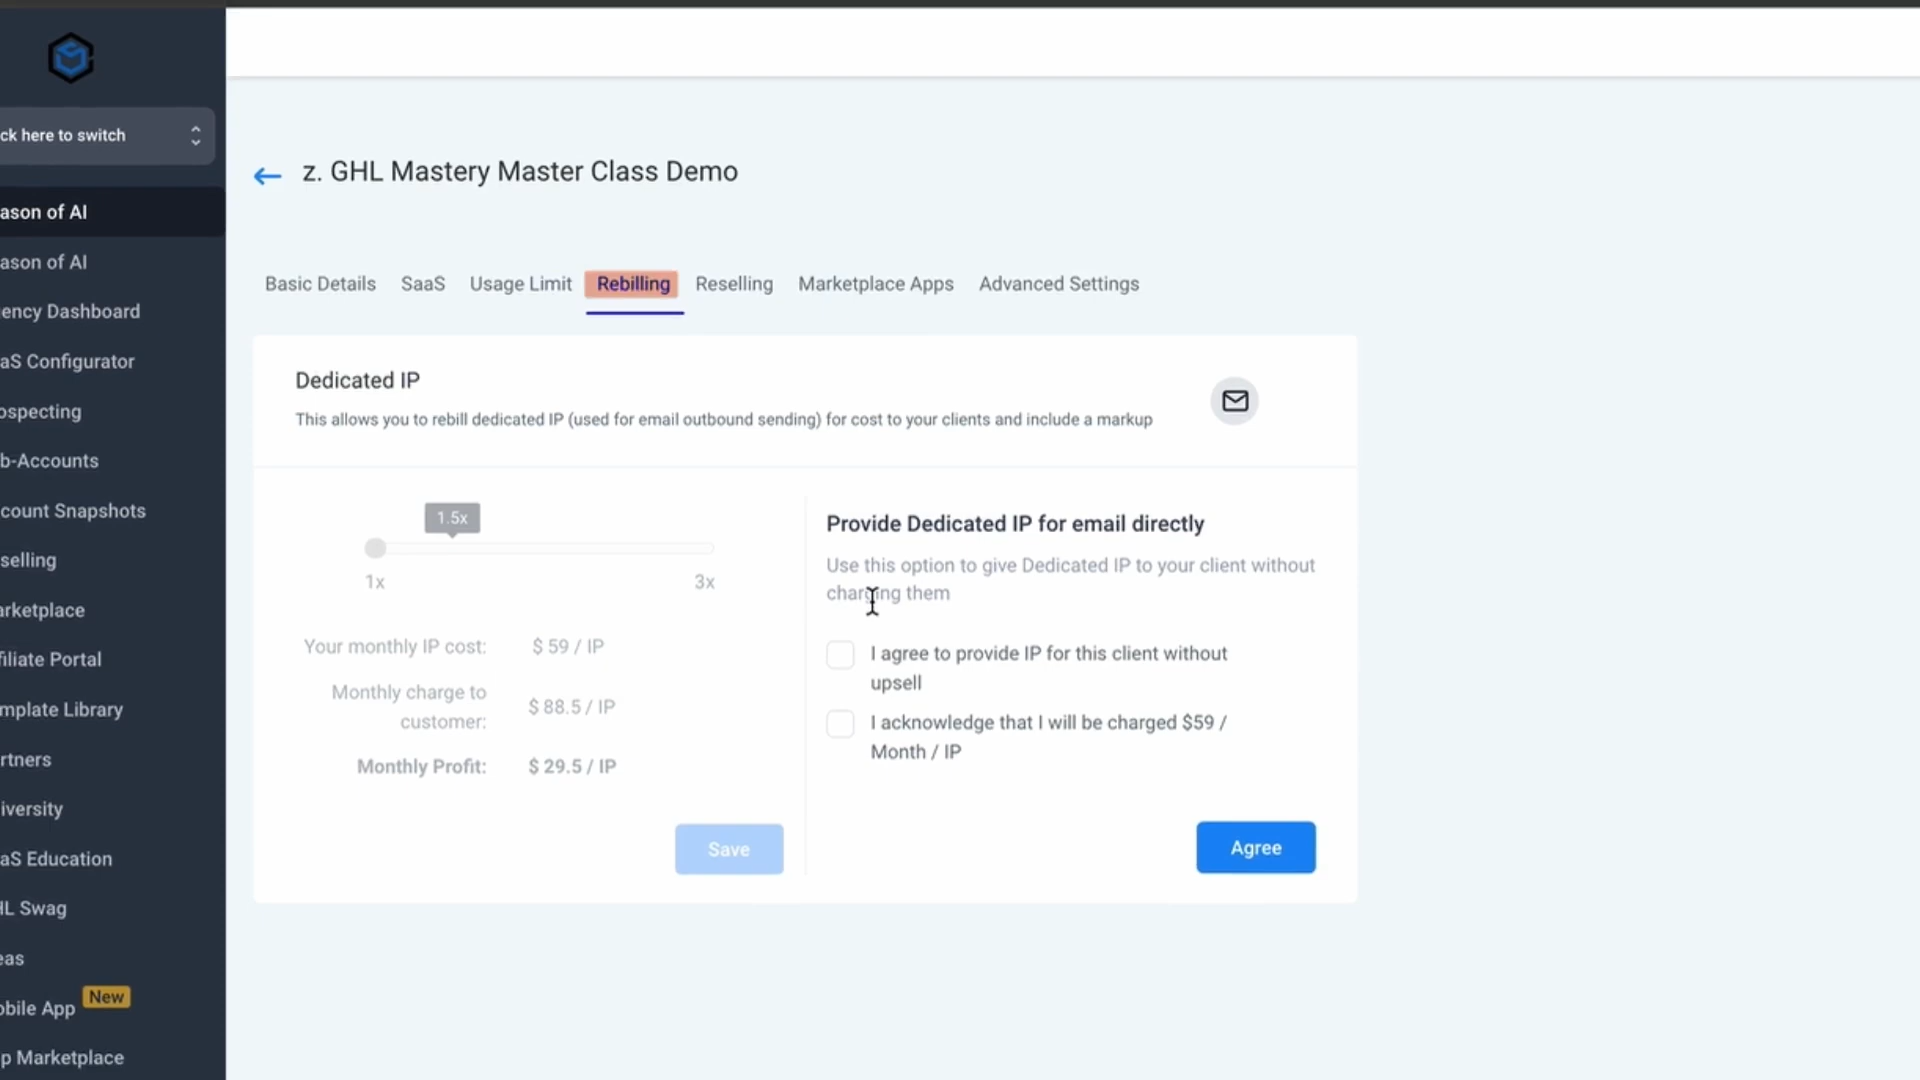 ck here to switch
ason of AI
ason of AI
ency Dashboard
aS Configurator
ospecting
b-Accounts
count Snapshots
selling
arketplace
filiate Portal
mplate Library
rtners
iversity
aS Education
HL Swag
eas
obile App New
p Marketplace
z. GHL Mastery Master Class Demo
Basic Details SaaS Usage Limit Rebilling Reselling Marketplace Apps Advanced Settings
Dedicated IP
This allows you to rebill dedicated IP (used for email outbound sending) for cost to your clients and include a markup
1.5x
1x 3x
Your monthly IP cost: $ 59 / IP
Monthly charge to
customer: $ 88.5 / IP
Monthly Profit: $ 29.5 / IP
Save
Provide Dedicated IP for email directly
Use this option to give Dedicated IP to your client without
charging them
I agree to provide IP for this client without
upsell
I acknowledge that I will be charged $59 /
Month / IP
Agree